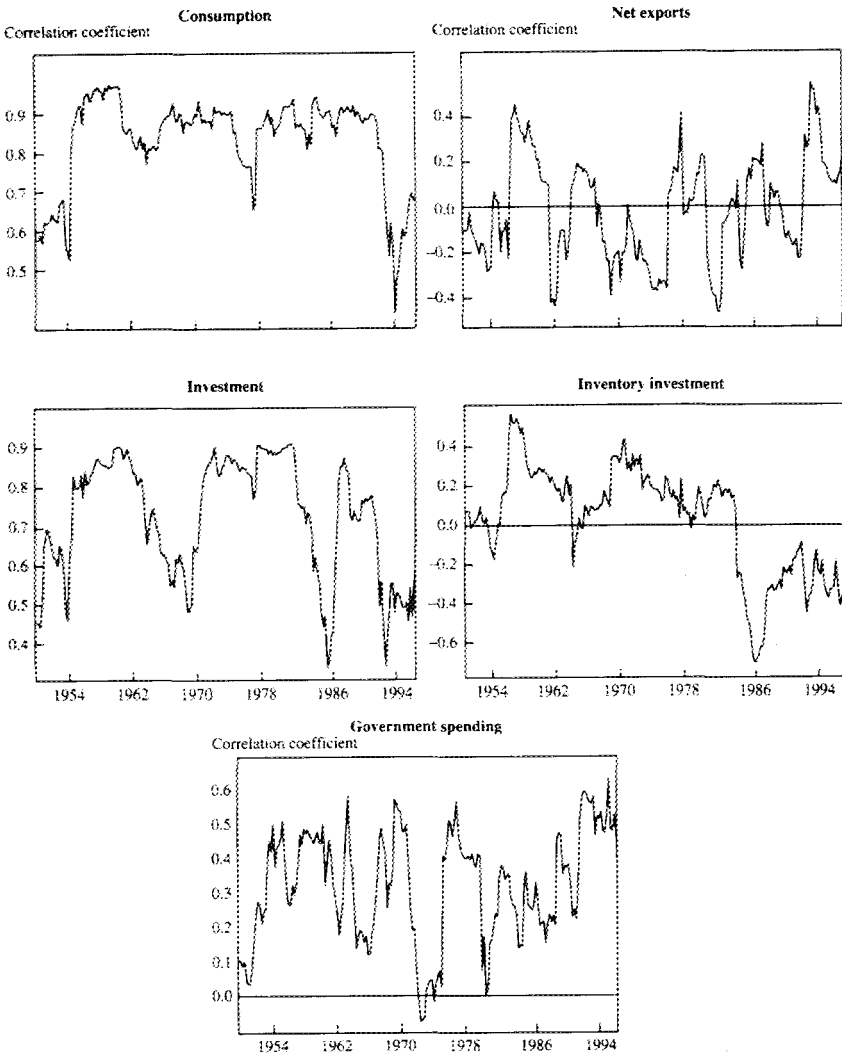 Consumption
Correlation coefficient
0.9
0.8
0.7
0.6
0.5
Net exports
Correlation coefficient
0.4
0.2
0.0
−0.2
−0.4
Investment
0.9
0.8
0.7
0.6
0.5
0.4
1954 1962 1970 1978 1986 1994
Inventory investment
0.4
0.2
0.0
−0.2
−0.4
−0.6
1954 1962 1970 1978 1986 1994
Government spending
Correlation coefficient
0.6
0.5
0.4
0.3
0.2
0.1
0.0
1954 1962 1970 1978 1986 1994